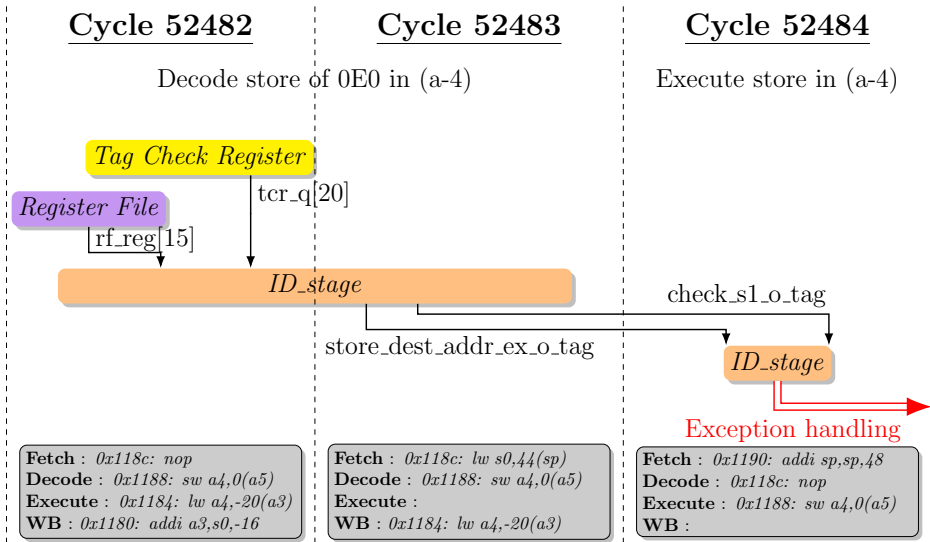 Cycle 52482
Cycle 52483
Cycle 52484
Decode store of 0E0 in (a-4)
Execute store in (a-4)
Tag Check Register
tcr_q[20]
Register File
rf_reg[15]
ID_stage
check_s1_o_tag
store_dest_addr_ex_o_tag
ID_stage
Exception handling
Fetch : 0x118c: nop
Decode : 0x1188: sw a4,0(a5)
Execute : 0x1184: lw a4,-20(a3)
WB : 0x1180: addi a3,s0,-16
Fetch : 0x118c: lw s0,44(sp)
Decode : 0x1188: sw a4,0(a5)
Execute :
WB : 0x1184: lw a4,-20(a3)
Fetch : 0x1190: addi sp,sp,48
Decode : 0x118c: nop
Execute : 0x1188: sw a4,0(a5)
WB :